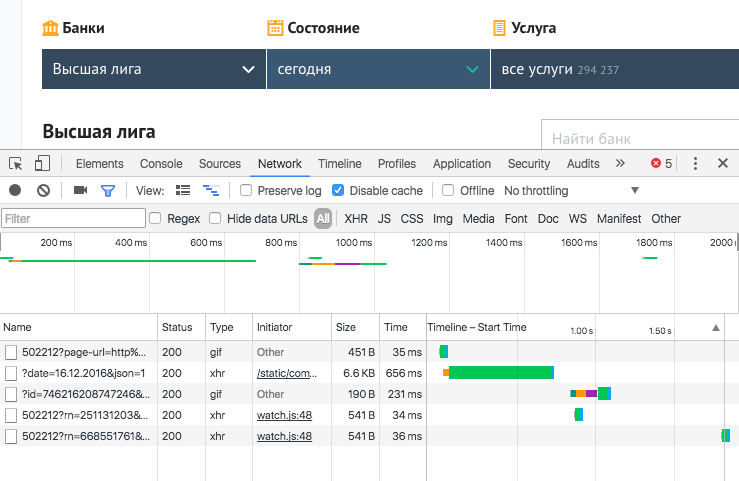 Банки Состояние Услуга
Высшая лига сегодня все услуги 294 237
Высшая лига
Найти банк
Elements Console Sources Network Timeline Profiles Application Security Audits » 5
View: Preserve log Disable cache Offline No throttling
Filter Regex Hide data URLs All XHR JS CSS Img Media Font Doc WS Manifest Other
200 ms 400 ms 600 ms 800 ms 1000 ms 1200 ms 1400 ms 1600 ms 1800 ms 2000
Name Status Type Initiator Size Time Timeline – Start Time 1.00 s 1.50 s
502212?page-url=http%... 200 gif Other 451 B 35 ms
?date=16.12.2016&json=1 200 xhr /static/com... 6.6 KB 656 ms
?id=746216208747246&... 200 gif Other 190 B 231 ms
502212?rn=251131203&... 200 xhr watch.js:48 541 B 34 ms
502212?rn=668551761&... 200 xhr watch.js:48 541 B 36 ms